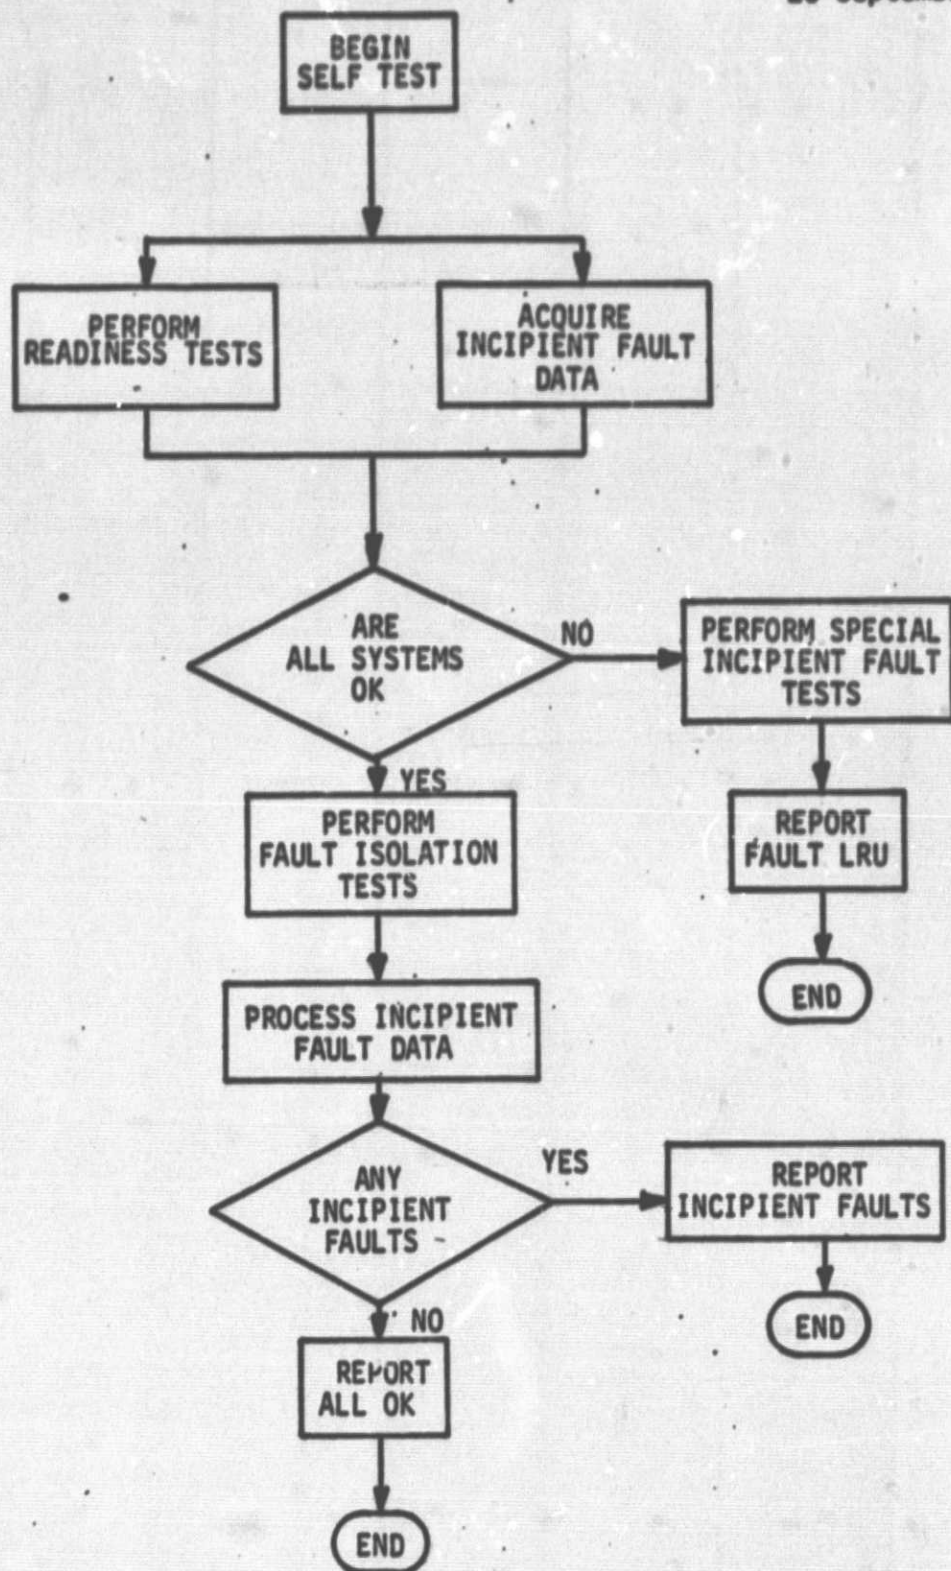 BEGIN
SELF TEST
PERFORM
READINESS TESTS
ACQUIRE
INCIPIENT FAULT
DATA
ARE
ALL SYSTEMS
OK
NO
PERFORM SPECIAL
INCIPIENT FAULT
TESTS
YES
PERFORM
FAULT ISOLATION
TESTS
REPORT
FAULT LRU
END
PROCESS INCIPIENT
FAULT DATA
ANY
INCIPIENT
FAULTS
YES
REPORT
INCIPIENT FAULTS
END
NO
REPORT
ALL OK
END